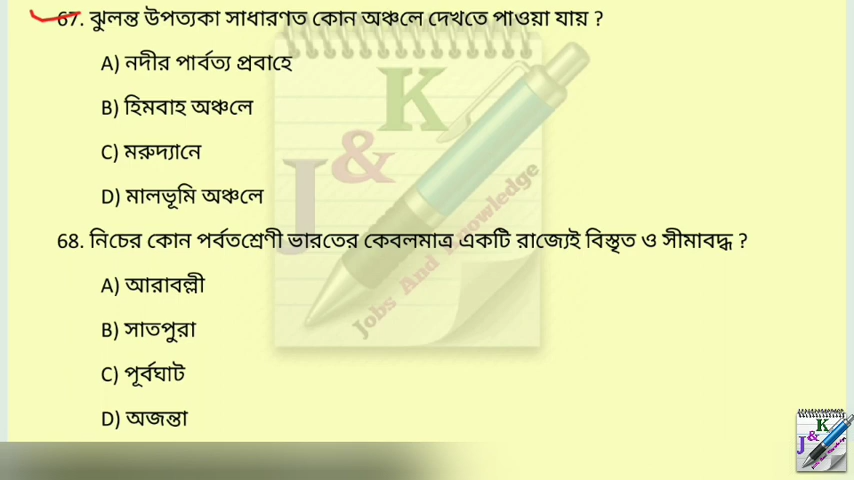 67. ঝুলন্ত উপত্যকা সাধারণত কোন অঞ্চলে দেখতে পাওয়া যায় ?
A) নদীর পার্বত্য প্রবাহে
B) হিমবাহ অঞ্চলে
C) মরুদ্যানে
D) মালভূমি অঞ্চলে
68. নিচের কোন পর্বতশ্রেণী ভারতের কেবলমাত্র একটি রাজ্যেই বিস্তৃত ও সীমাবদ্ধ ?
A) আরাবল্লী
B) সাতপুরা
C) পূর্বঘাট
D) অজন্তা
J & K
Jobs And Knowledge
J & K